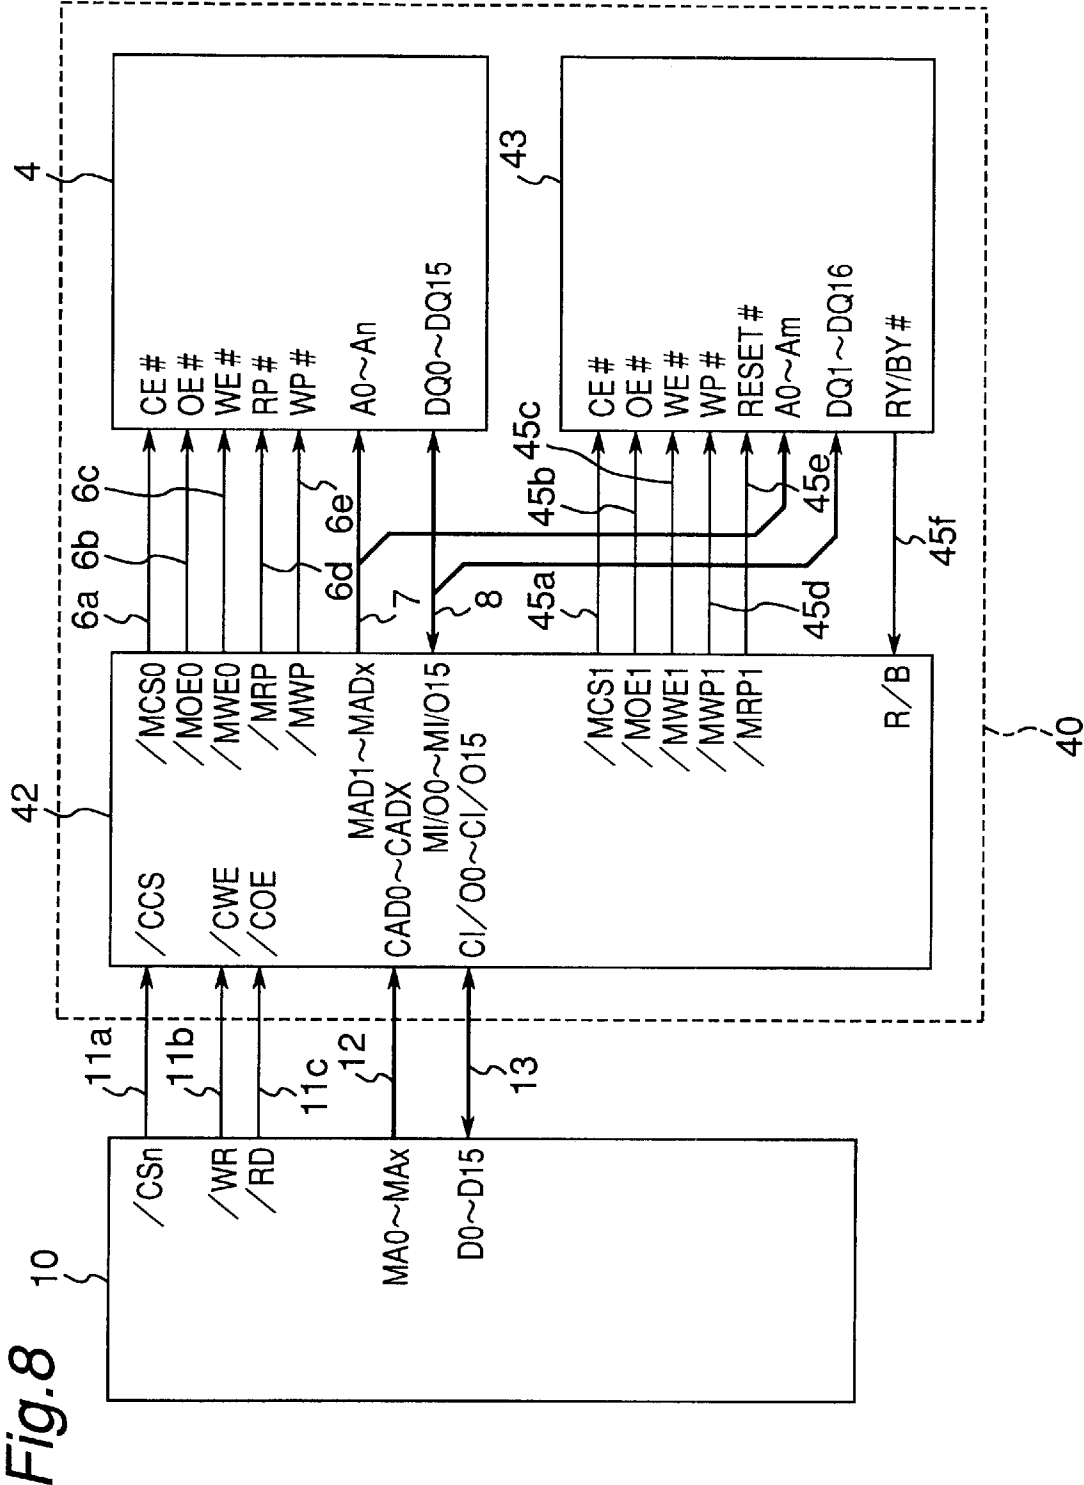 Fig.8
10
/CSn
/WR
/RD
MA0~MAx
D0~D15
11a
11b
11c
12
13
42
/CCS
/CWE
/COE
CAD0~CADX
CI/O0~CI/O15
/MCS0
/MOE0
/MWE0
/MRP
/MWP
MAD1~MADx
MI/O0~MI/O15
/MCS1
/MOE1
/MWE1
/MWP1
/MRP1
R/B
40
6a
6b
6c
6d
6e
7
8
45a
45b
45c
45d
45e
45f
4
CE#
OE#
WE#
RP#
WP#
A0~An
DQ0~DQ15
43
CE#
OE#
WE#
WP#
RESET#
A0~Am
DQ1~DQ16
RY/BY#